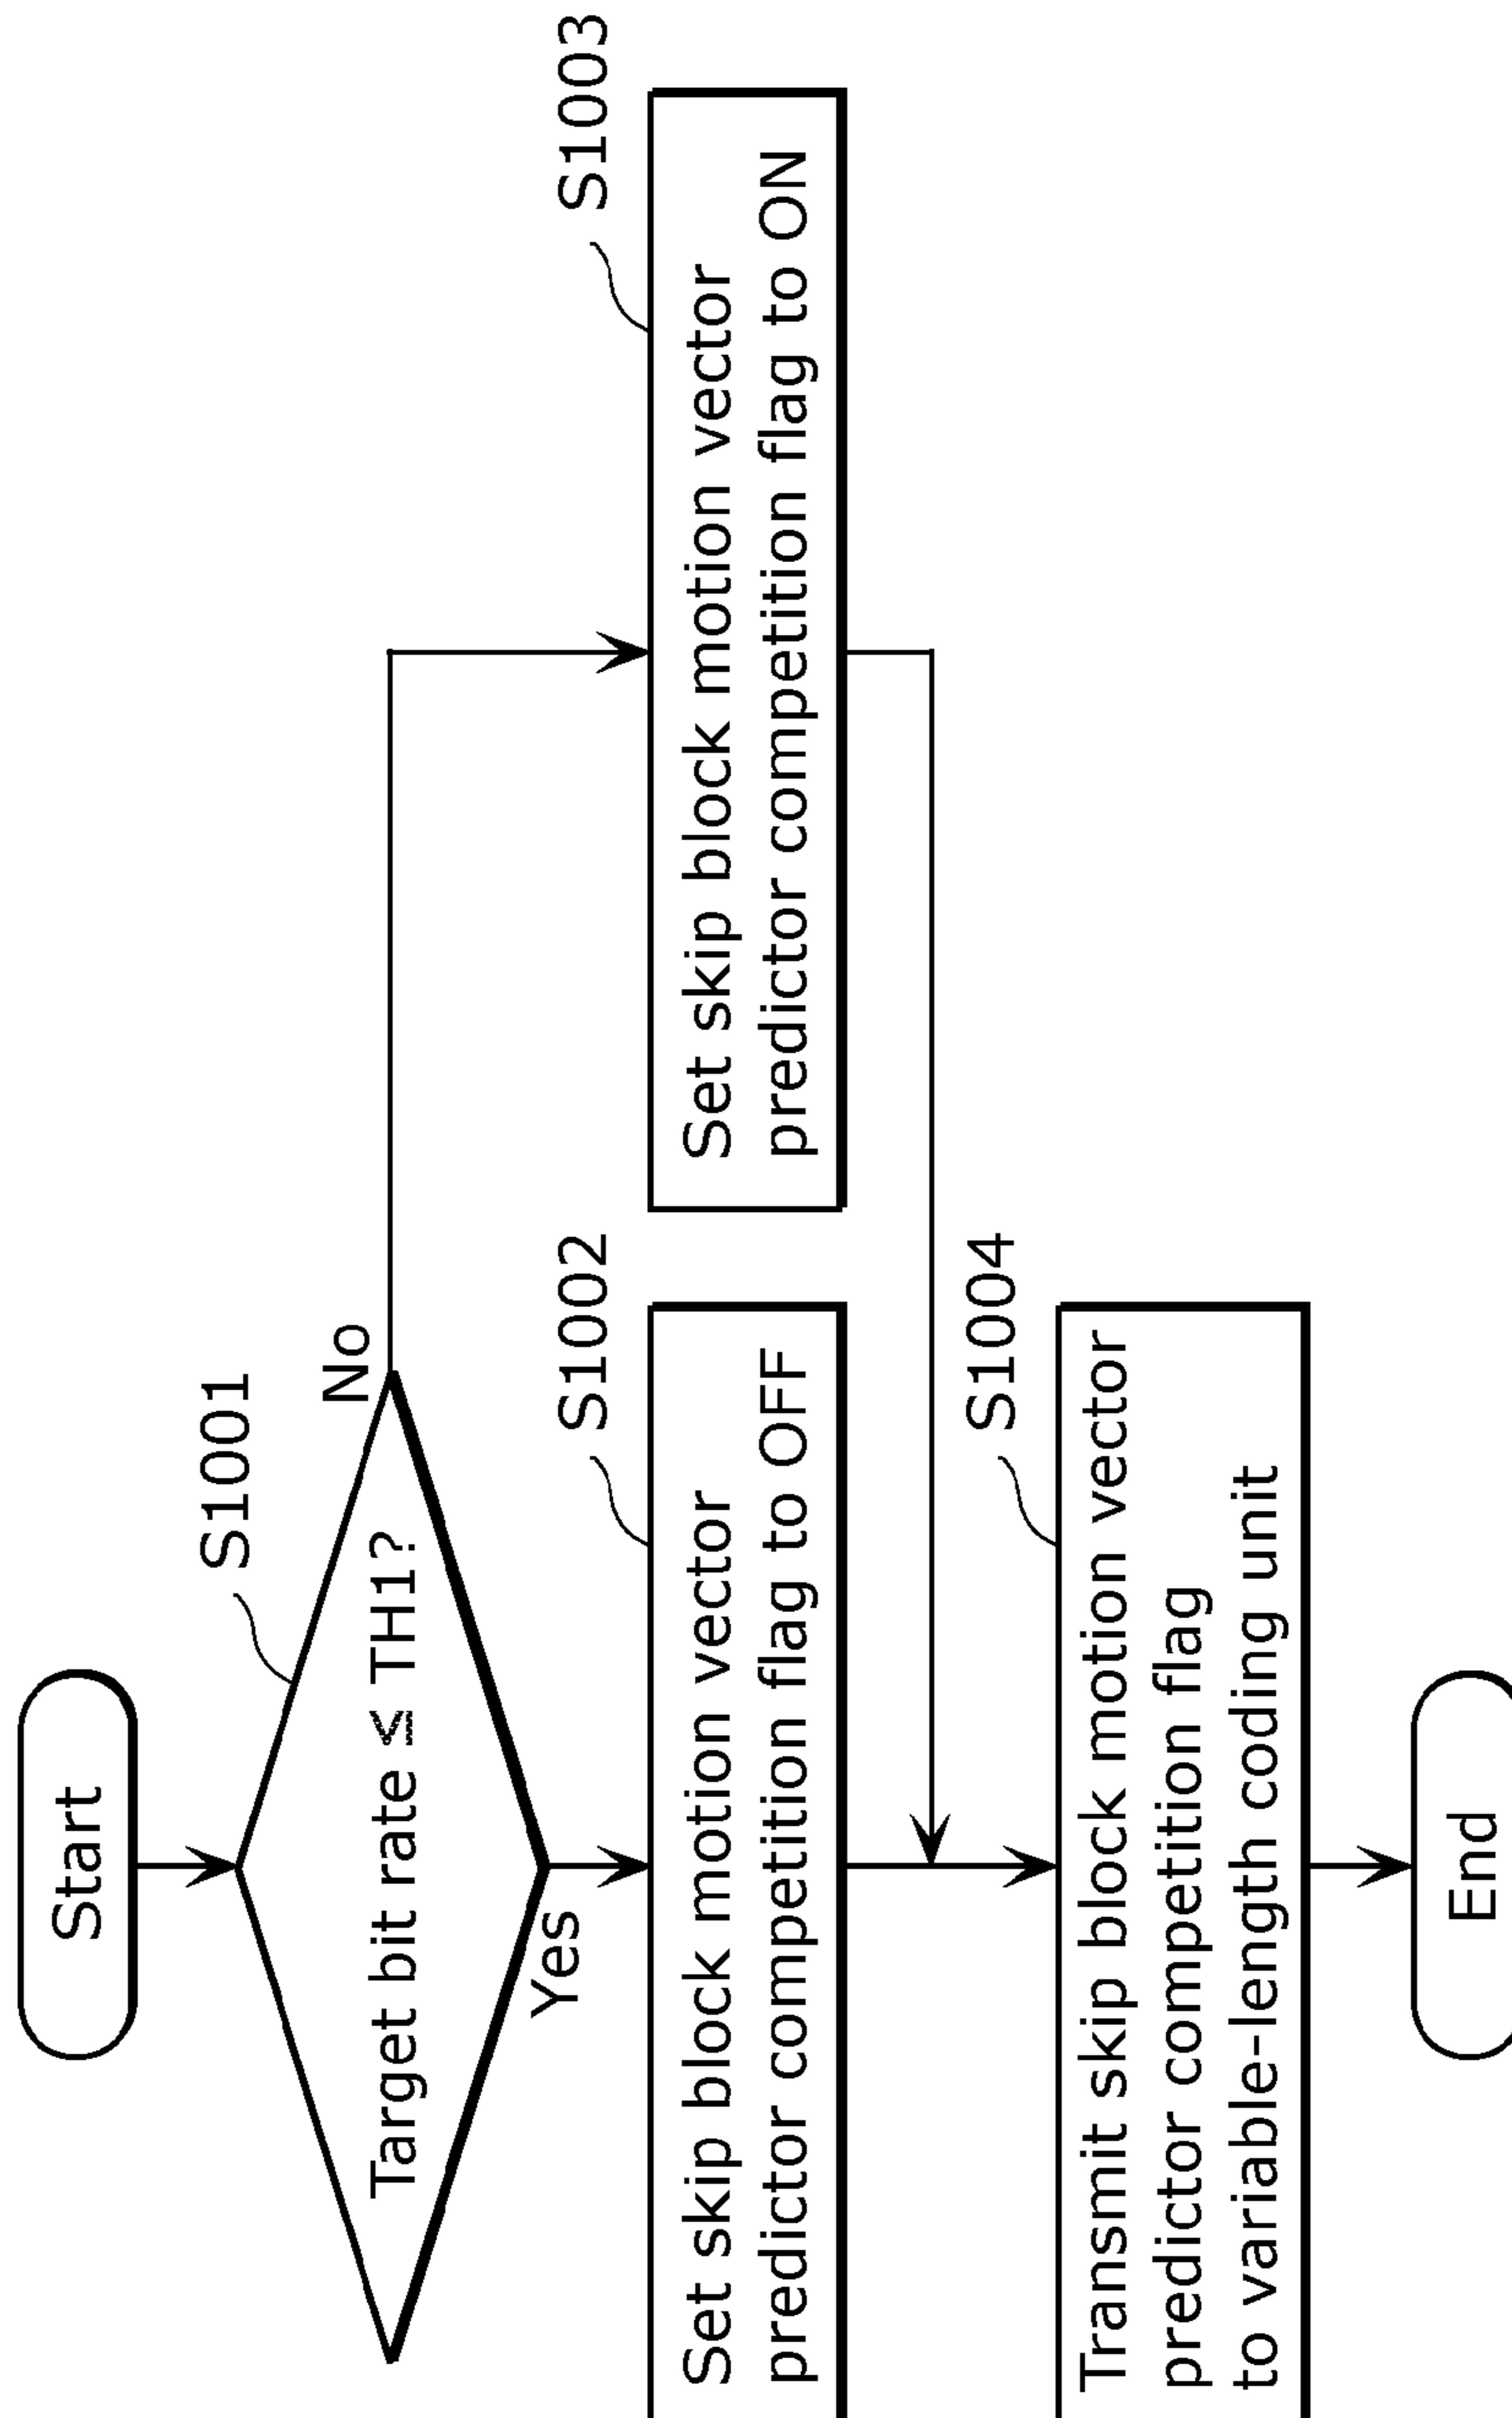 Start
S1001
Target bit rate ≤ TH1?
No
Yes
S1002
Set skip block motion vector
predictor competition flag to OFF
S1003
Set skip block motion vector
predictor competition flag to ON
S1004
Transmit skip block motion vector
predictor competition flag
to variable-length coding unit
End